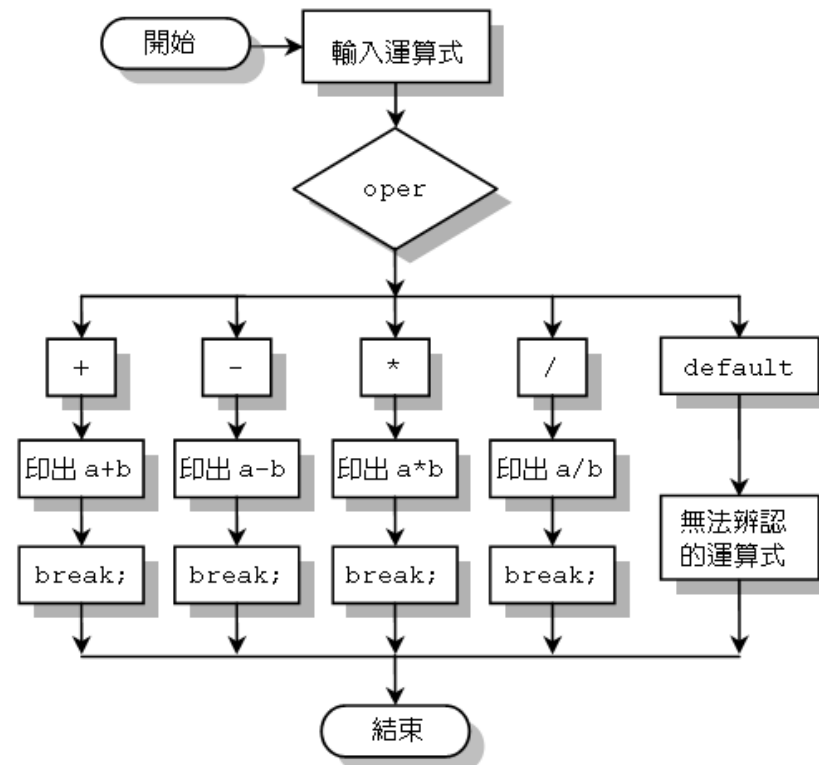 開始
輸入運算式
oper
+
-
*
/
default
印出 a+b
印出 a-b
印出 a*b
印出 a/b
無法辨認
的運算式
break;
break;
break;
break;
結束